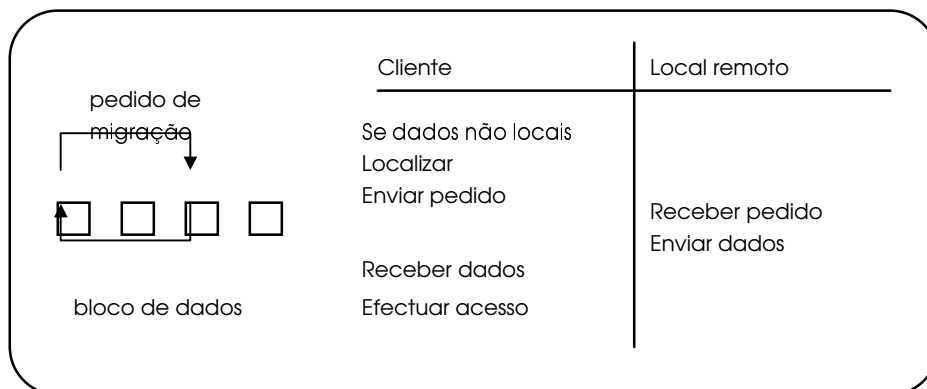 pedido de
migração
bloco de dados
Cliente
Local remoto
Se dados não locais
Localizar
Enviar pedido
Receber pedido
Enviar dados
Receber dados
Efectuar acesso